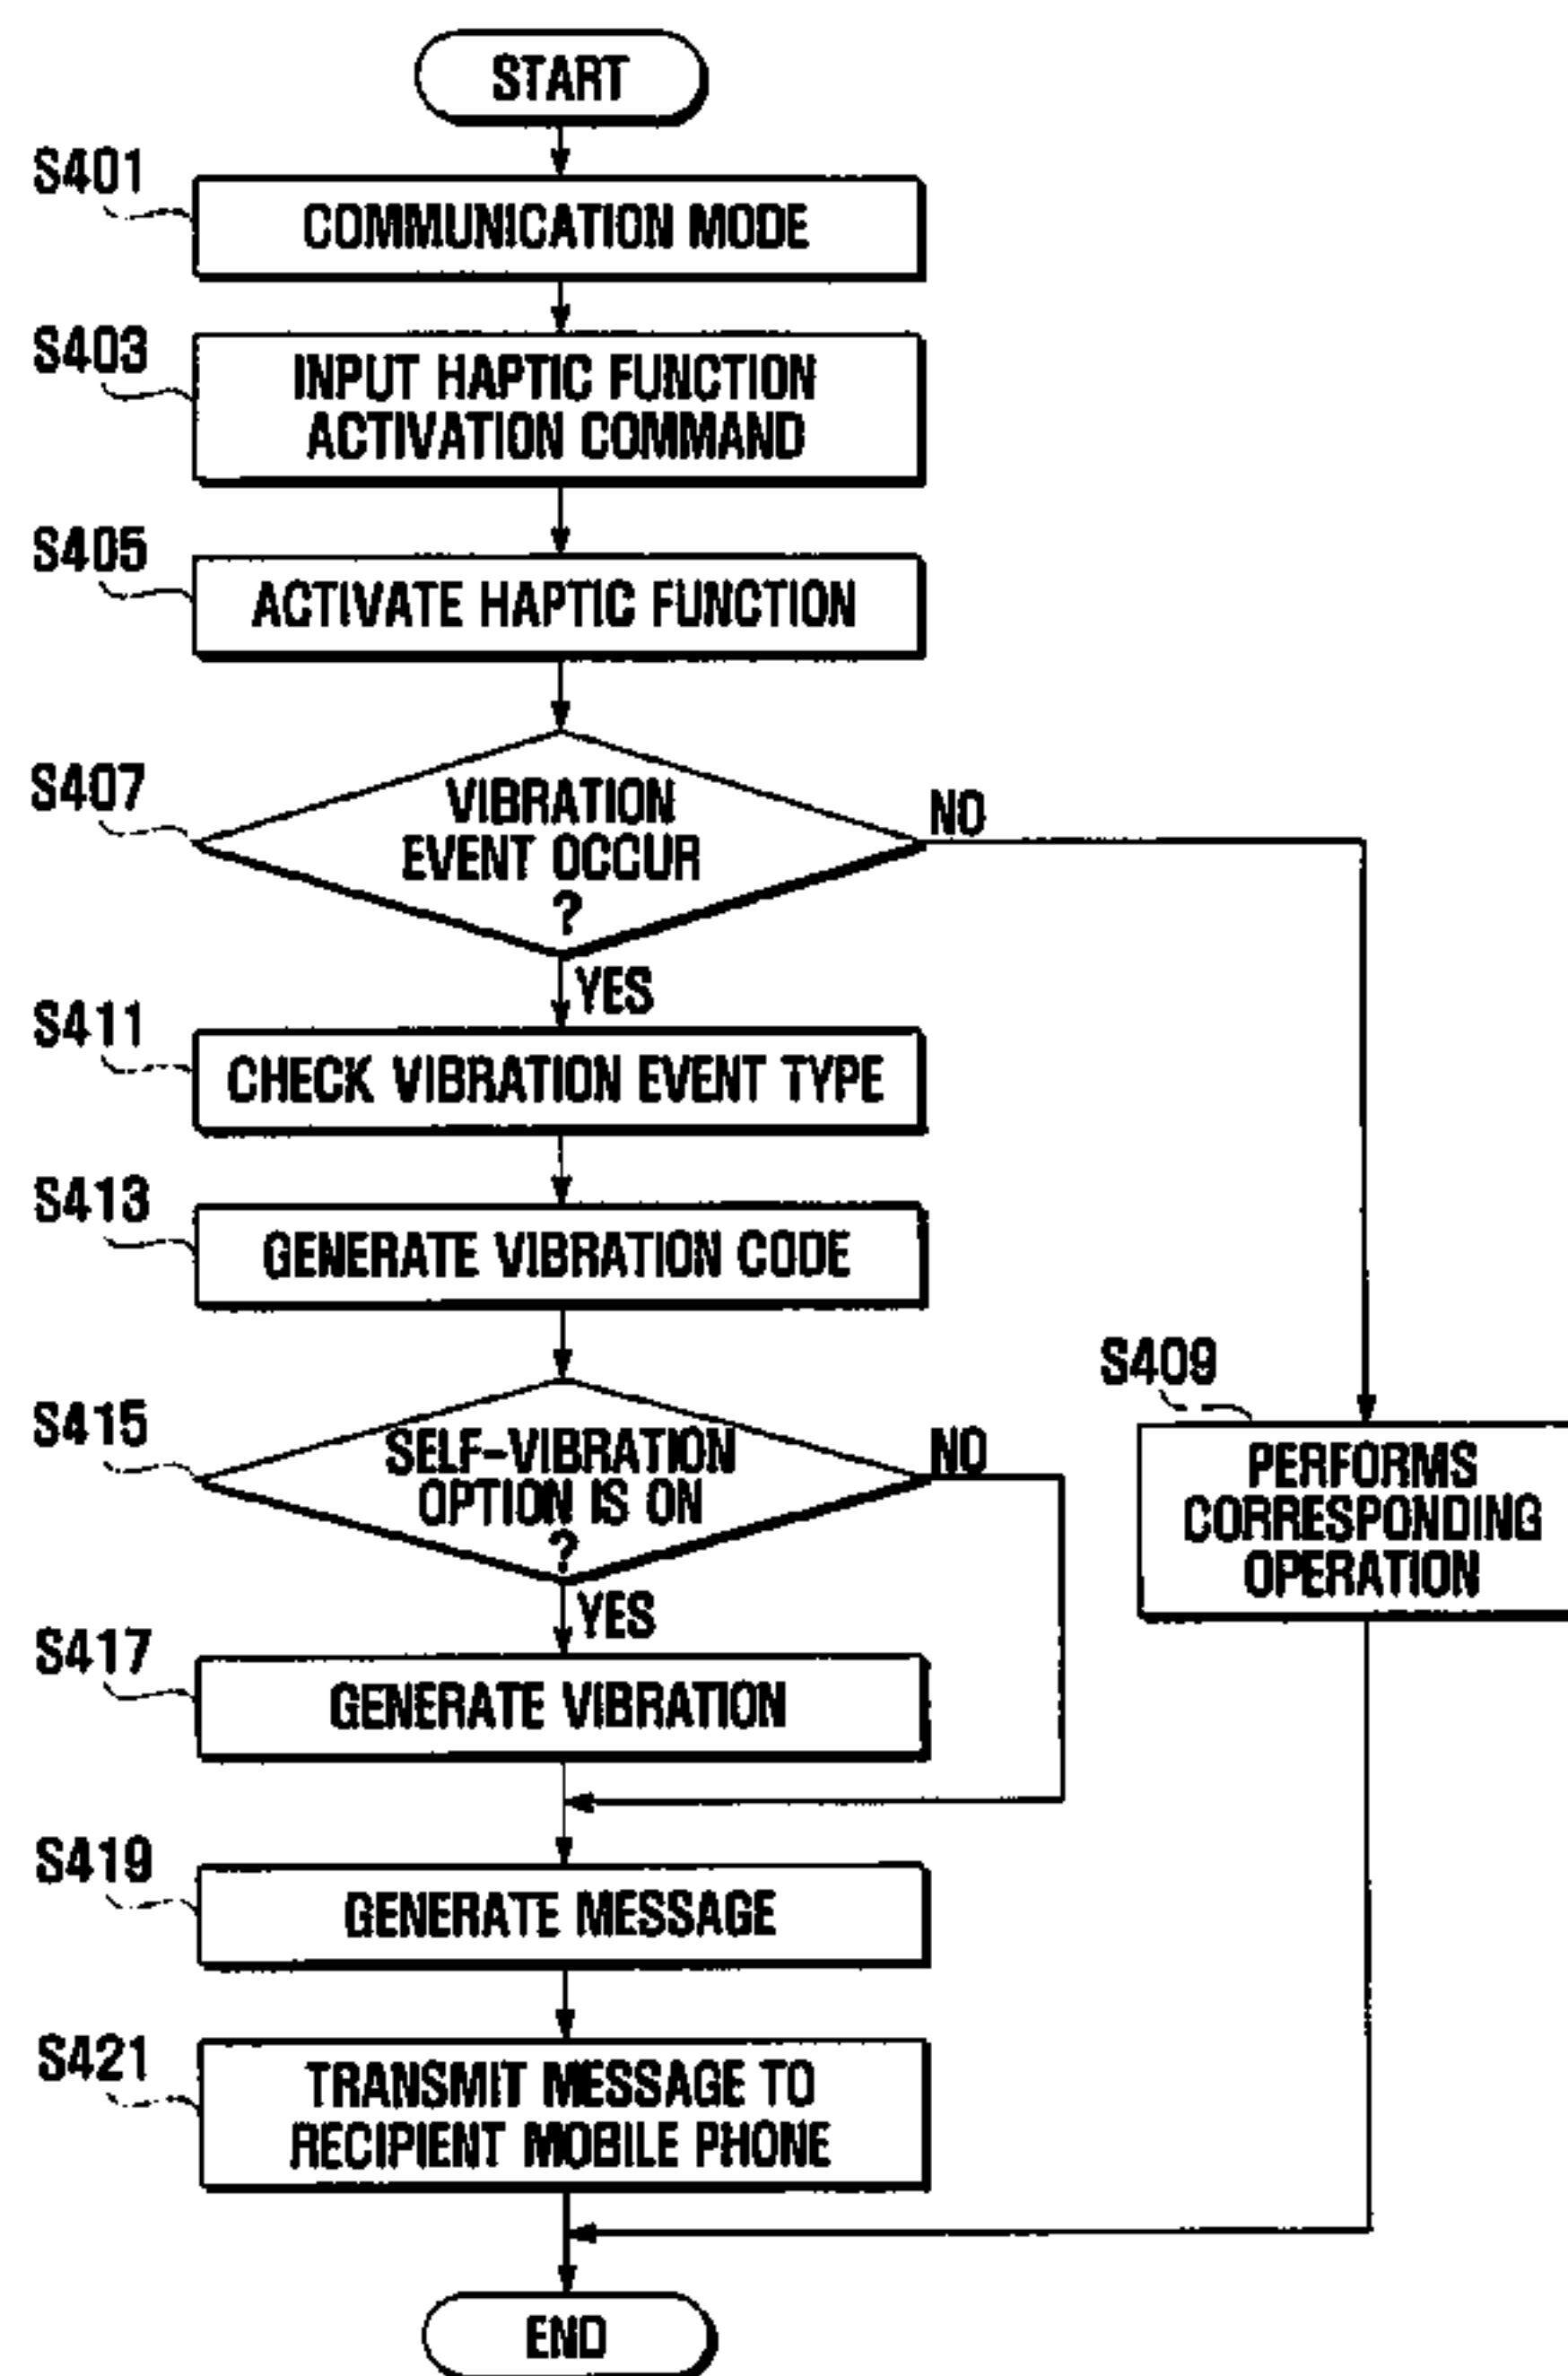 START
S401
COMMUNICATION MODE
S403
INPUT HAPTIC FUNCTION
ACTIVATION COMMAND
S405
ACTIVATE HAPTIC FUNCTION
S407
VIBRATION
EVENT OCCUR
?
NO
YES
S411
CHECK VIBRATION EVENT TYPE
S413
GENERATE VIBRATION CODE
S409
PERFORMS
CORRESPONDING
OPERATION
S415
SELF-VIBRATION
OPTION IS ON
?
NO
YES
S417
GENERATE VIBRATION
S419
GENERATE MESSAGE
S421
TRANSMIT MESSAGE TO
RECIPIENT MOBILE PHONE
END